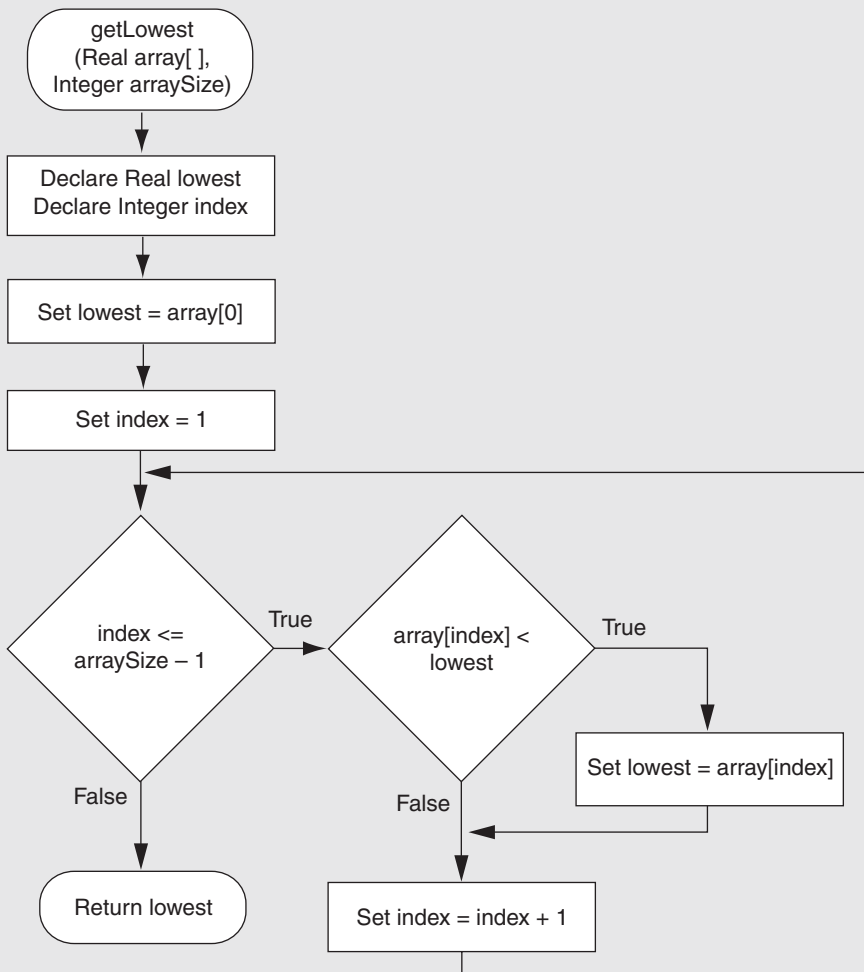 getLowest
(Real array[ ],
Integer arraySize)
Declare Real lowest
Declare Integer index
Set lowest = array[0]
Set index = 1
index <=
arraySize – 1
True
array[index] <
lowest
True
Set lowest = array[index]
False
False
Return lowest
Set index = index + 1